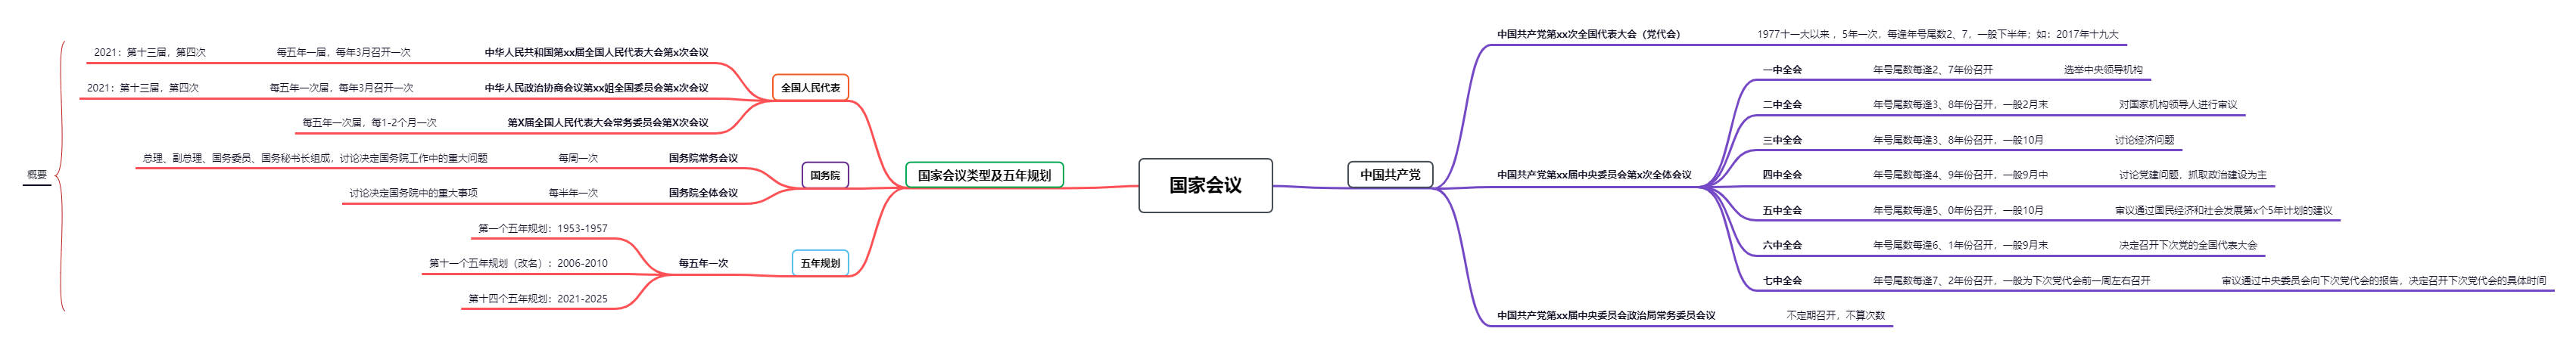 国家会议
国家会议类型及五年规划
全国人民代表
中华人民共和国第xx届全国人民代表大会第x次会议
每五年一届，每年3月召开一次
2021：第十三届，第四次
中华人民政治协商会议第xx姐全国委员会第x次会议
每五年一次届，每年3月召开一次
2021：第十三届，第四次
第X届全国人民代表大会常务委员会第X次会议
每五年一次届，每1-2个月一次
国务院
国务院常务会议
每周一次
总理、副总理、国务委员、国务秘书长组成，讨论决定国务院工作中的重大问题
国务院全体会议
每半年一次
讨论决定国务院中的重大事项
五年规划
每五年一次
第一个五年规划：1953-1957
第十一个五年规划（改名）：2006-2010
第十四个五年规划：2021-2025
概要
中国共产党
中国共产党第xx次全国代表大会（党代会）
1977十一大以来 ，5年一次，每逢年号尾数2、7，一般下半年；如：2017年十九大
中国共产党第xx届中央委员会第x次全体会议
一中全会
年号尾数每逢2、7年份召开
选举中央领导机构
二中全会
年号尾数每逢3、8年份召开，一般2月末
对国家机构领导人进行审议
三中全会
年号尾数每逢3、8年份召开，一般10月
讨论经济问题
四中全会
年号尾数每逢4、9年份召开，一般9月中
讨论党建问题，抓取政治建设为主
五中全会
年号尾数每逢5、0年份召开，一般10月
审议通过国民经济和社会发展第x个5年计划的建议
六中全会
年号尾数每逢6、1年份召开，一般9月末
决定召开下次党的全国代表大会
七中全会
年号尾数每逢7、2年份召开，一般为下次党代会前一周左右召开
审议通过中央委员会向下次党代会的报告，决定召开下次党代会的具体时间
中国共产党第xx届中央委员会政治局常务委员会议
不定期召开，不算次数